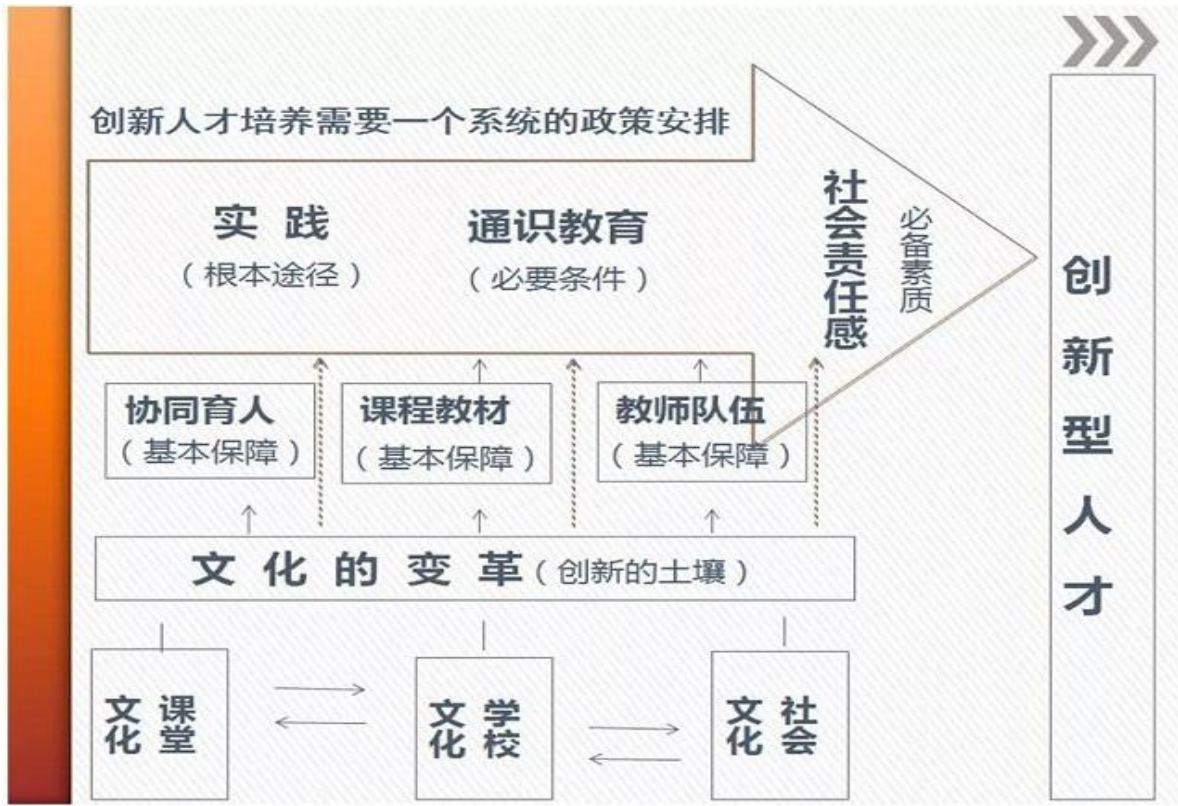 创新人才培养需要一个系统的政策安排
实 践
（根本途径）
通识教育
（必要条件）
社会责任感
必备素质
创新型人才
协同育人
（基本保障）
课程教材
（基本保障）
教师队伍
（基本保障）
文 化 的 变 革（创新的土壤）
课堂
文化
学校
文化
社会
文化